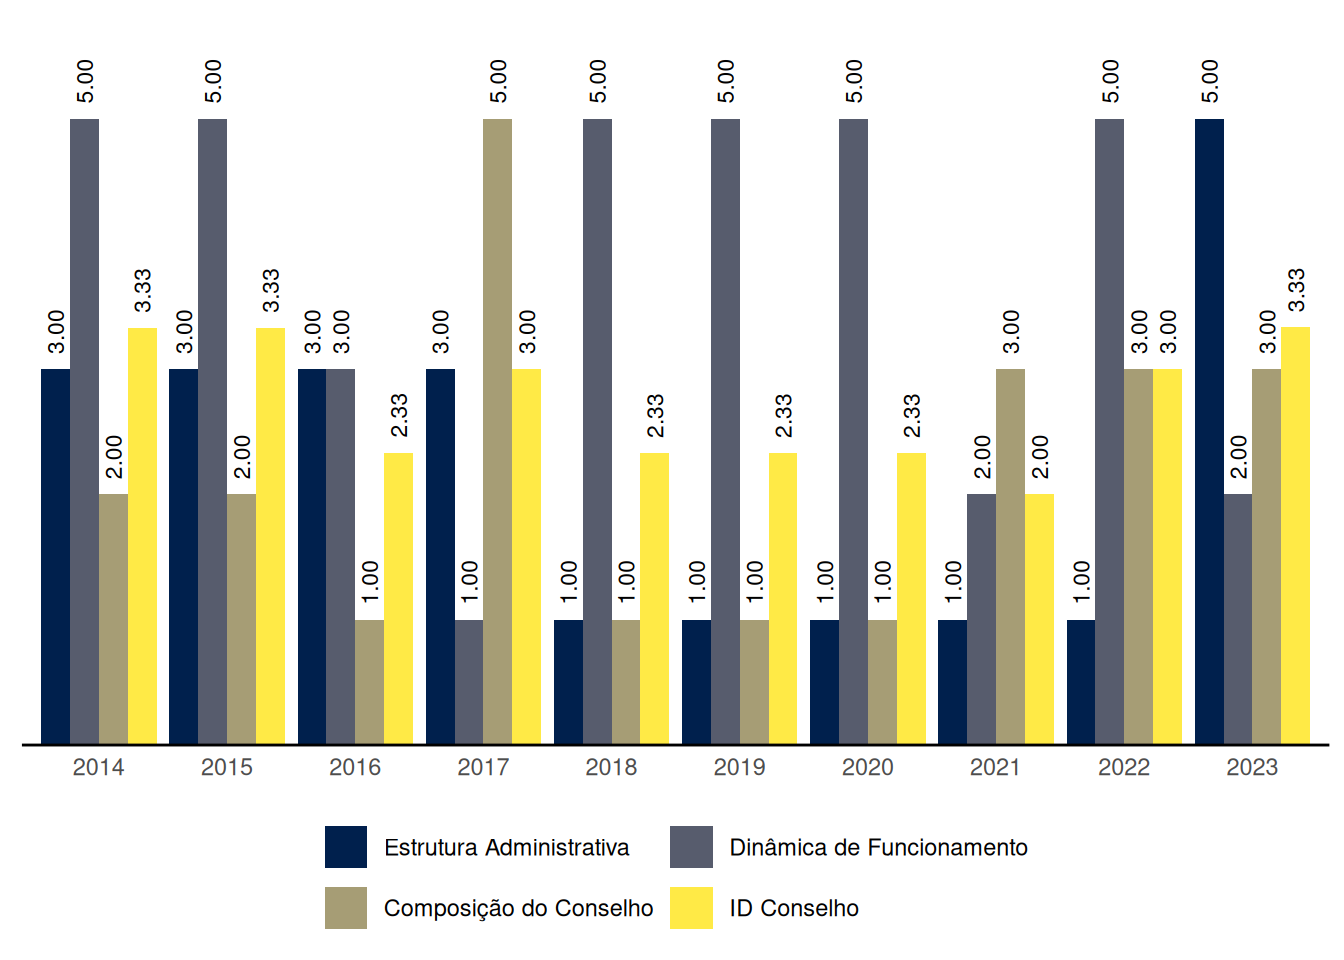 5.00 5.00 5.00 5.00 5.00 5.00 5.00 5.00
3.33 3.33 3.33
3.00 3.00 3.00 3.00 3.00 3.00 3.00 3.00 3.00 3.00
2.33 2.33 2.33 2.33
2.00 2.00 2.00 2.00 2.00
1.00 1.00 1.00 1.00 1.00 1.00 1.00 1.00 1.00 1.00
2014 2015 2016 2017 2018 2019 2020 2021 2022 2023
Estrutura Administrativa Dinâmica de Funcionamento
Composição do Conselho ID Conselho